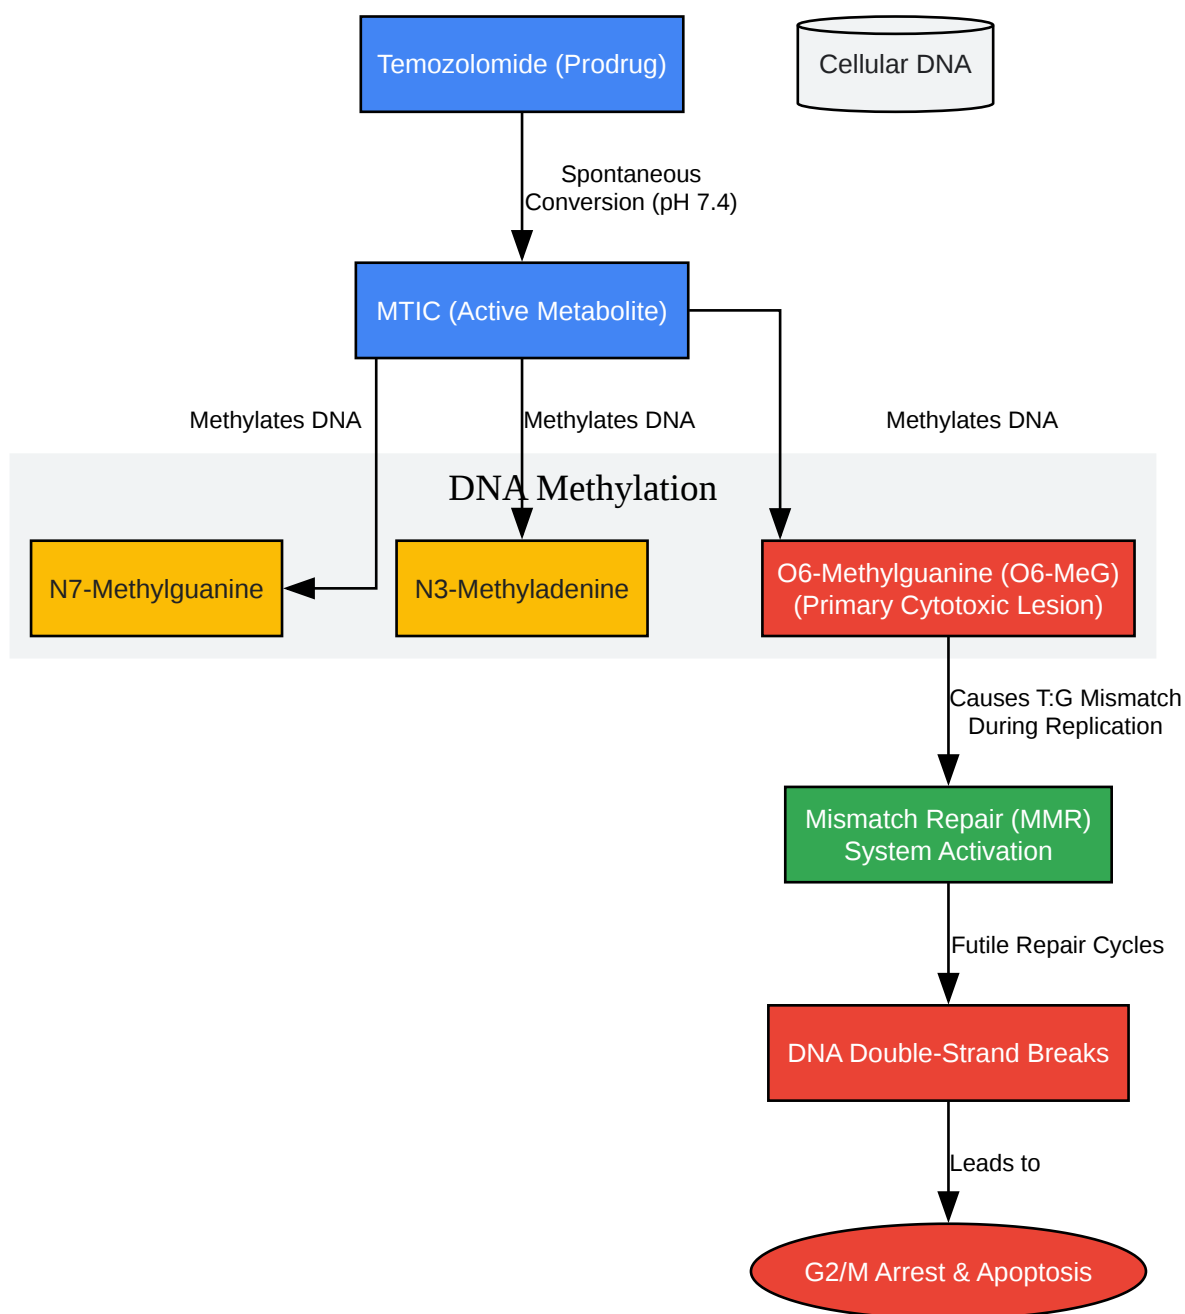 Temozolomide (Prodrug)
Cellular DNA
Spontaneous
Conversion (pH 7.4)
MTIC (Active Metabolite)
Methylates DNA
Methylates DNA
Methylates DNA
DNA Methylation
N7-Methylguanine
N3-Methyladenine
O6-Methylguanine (O6-MeG)
(Primary Cytotoxic Lesion)
Causes T:G Mismatch
During Replication
Mismatch Repair (MMR)
System Activation
Futile Repair Cycles
DNA Double-Strand Breaks
Leads to
G2/M Arrest & Apoptosis